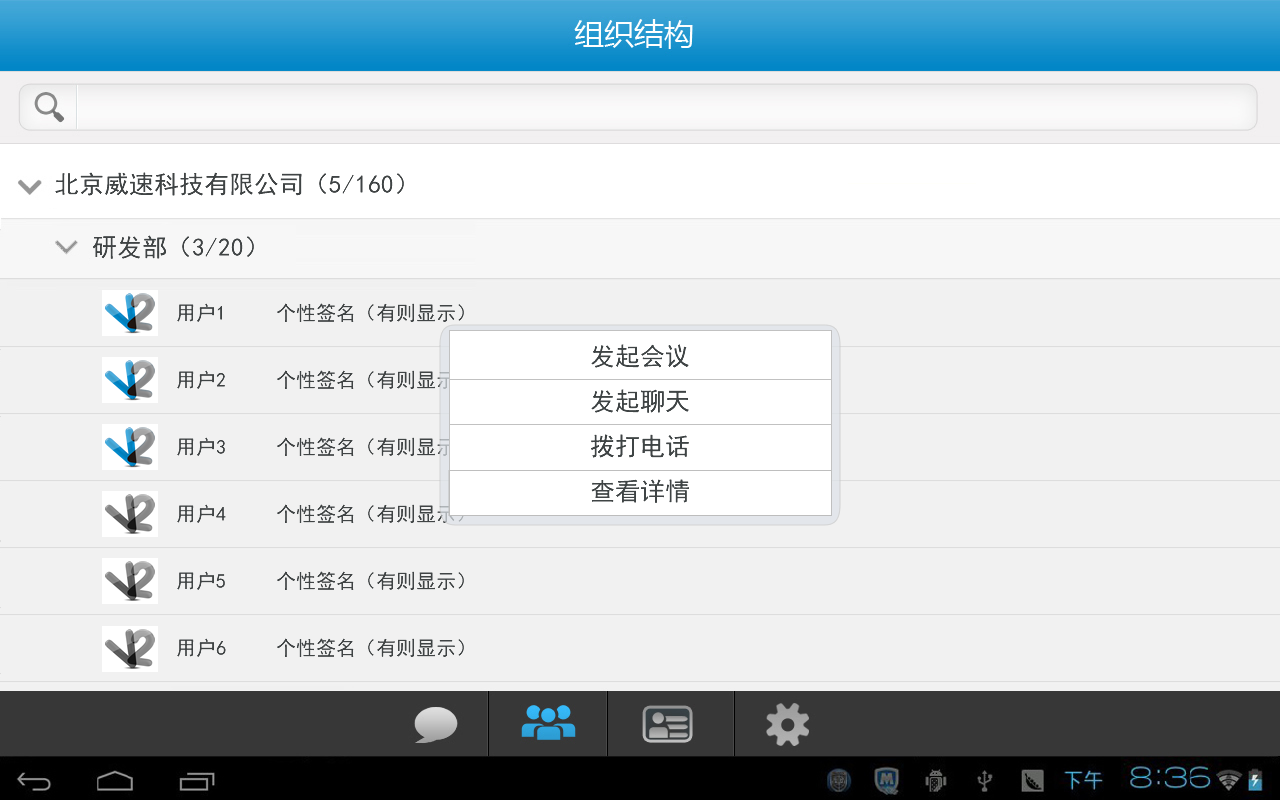 组织结构
北京威速科技有限公司（5/160）
研发部（3/20）
用户1 个性签名（有则显示）
用户2 个性签名（有则显示
用户3 个性签名（有则显示
用户4 个性签名（有则显示）
用户5 个性签名（有则显示）
用户6 个性签名（有则显示）
发起会议
发起聊天
拨打电话
查看详情
下午 8:36